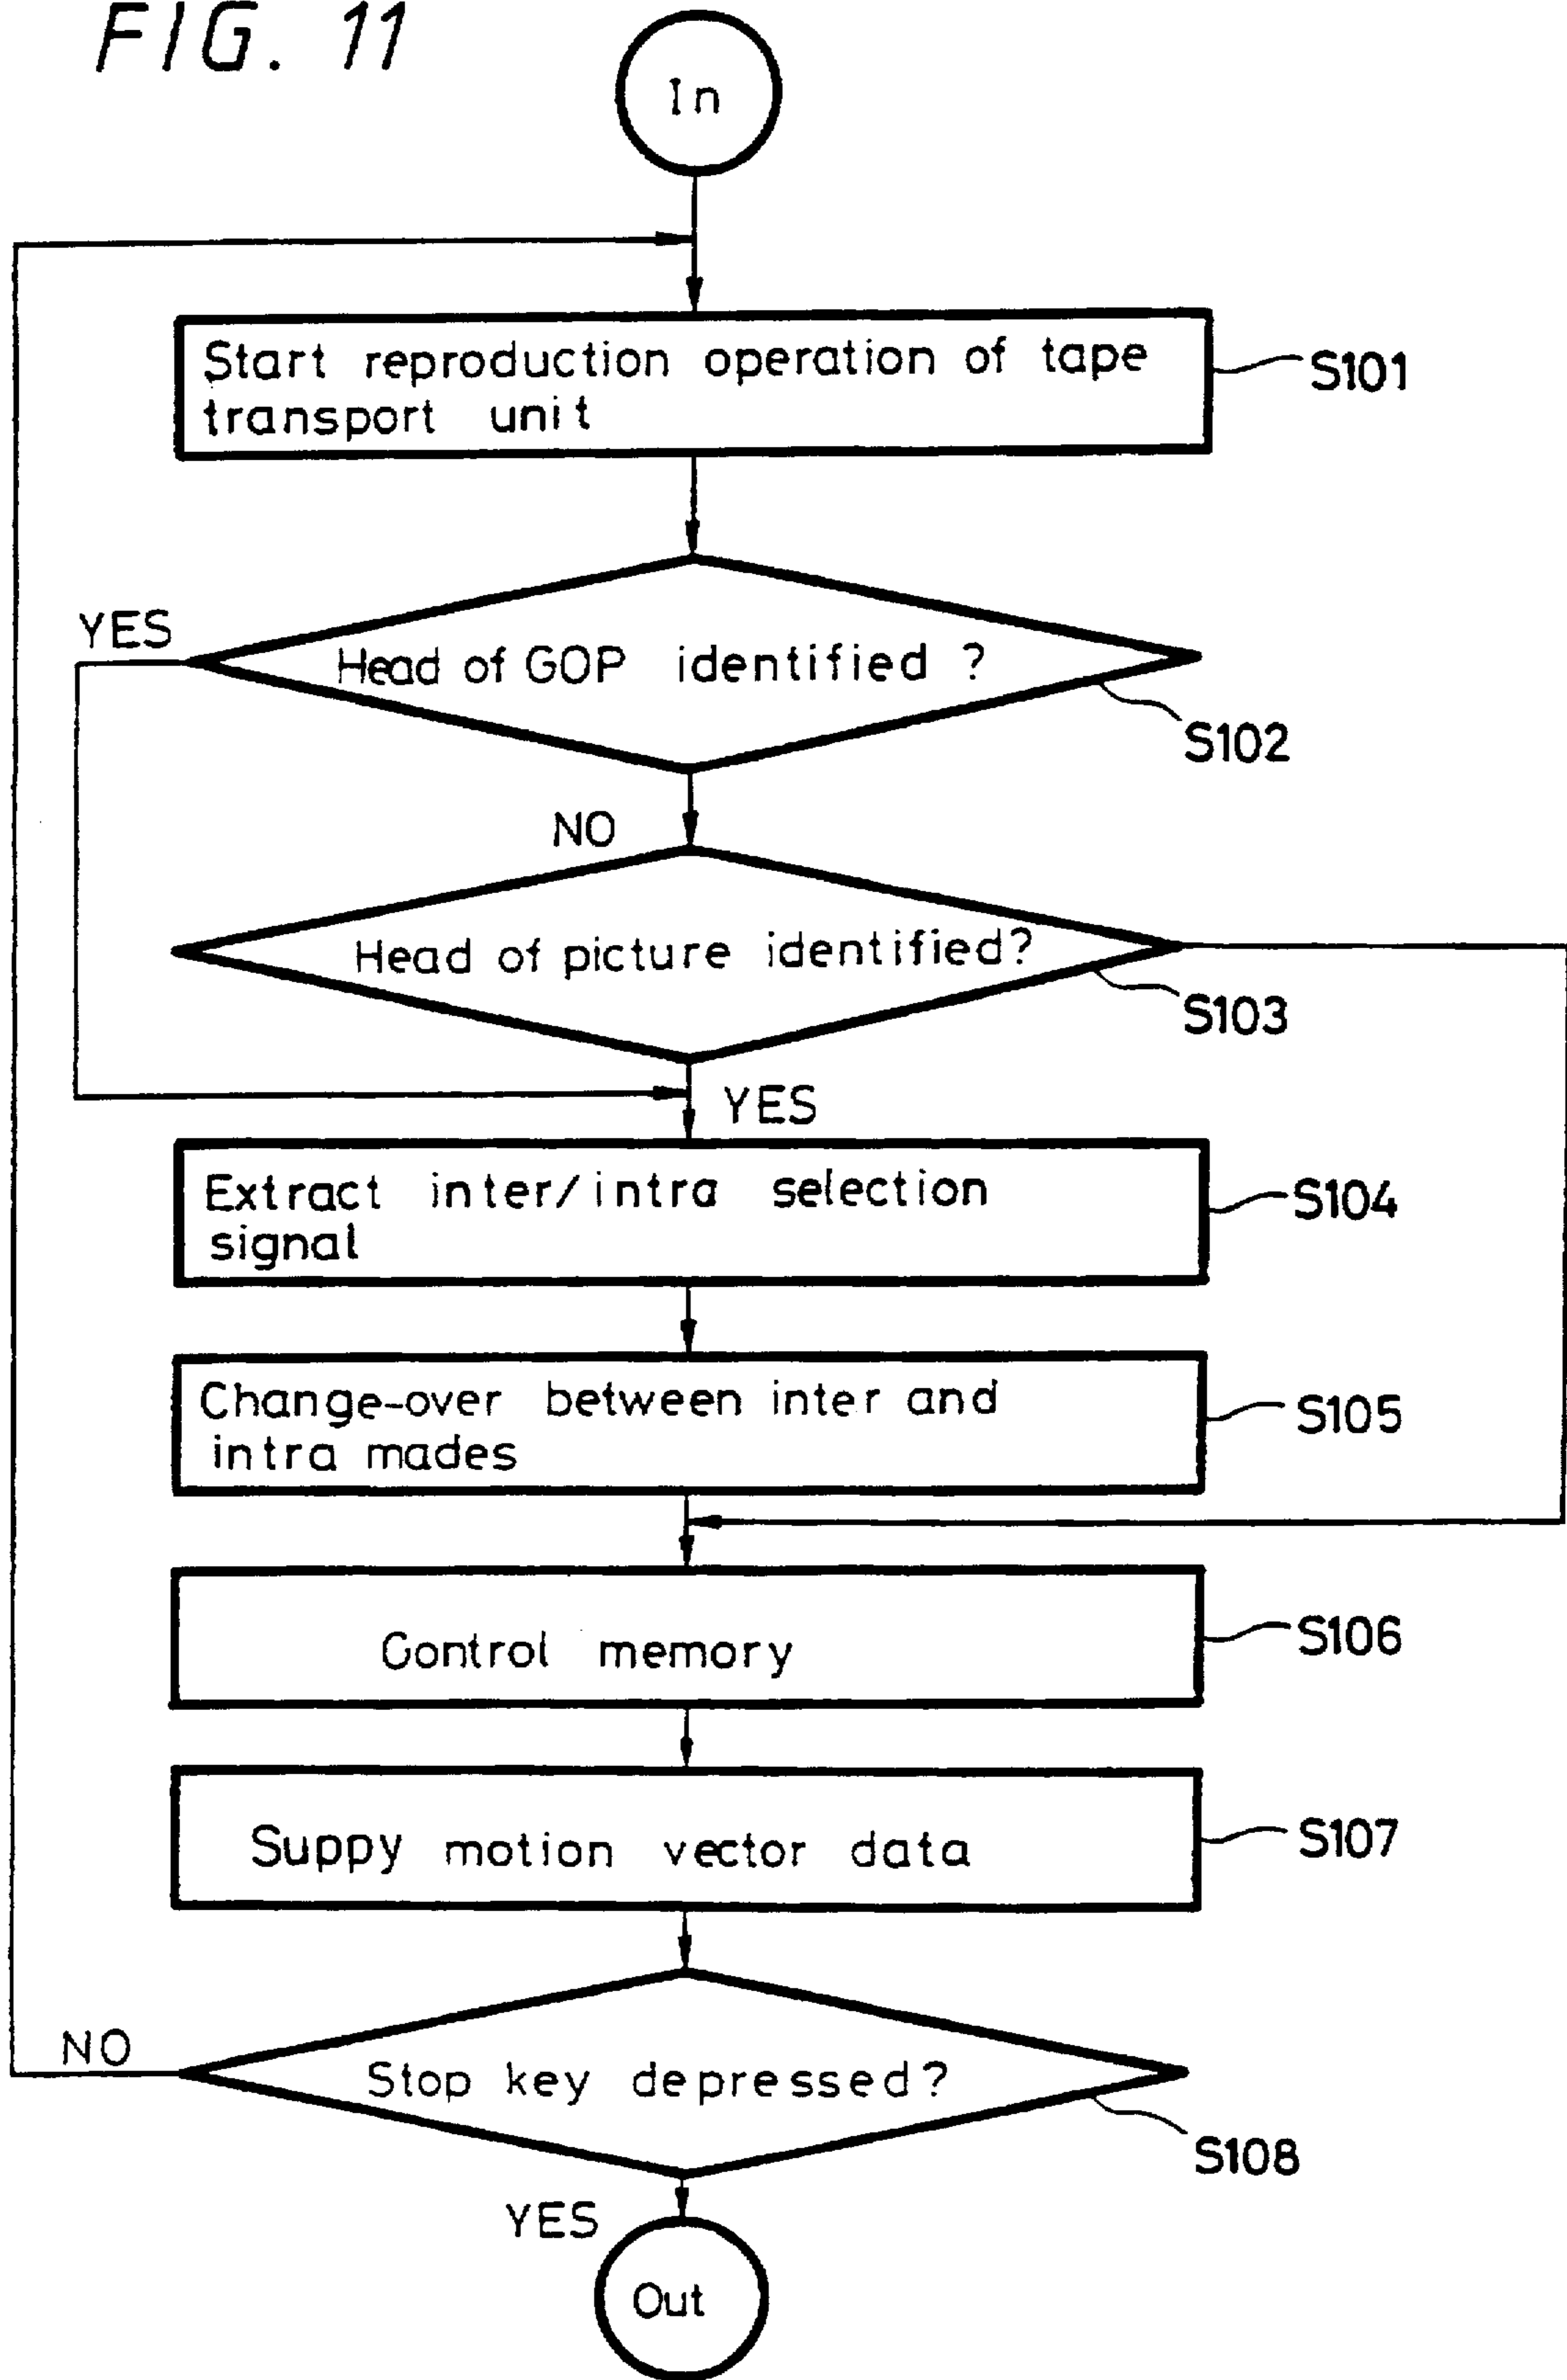 FIG. 11
In
Start reproduction operation of tape
transport unit
S101
YES
Head of GOP identified ?
S102
NO
Head of picture identified?
S103
YES
Extract inter/intra selection
signal
S104
Change-over between inter and
intra mades
S105
Control memory
S106
Suppy motion vector data
S107
NO
Stop key depressed?
S108
YES
Out